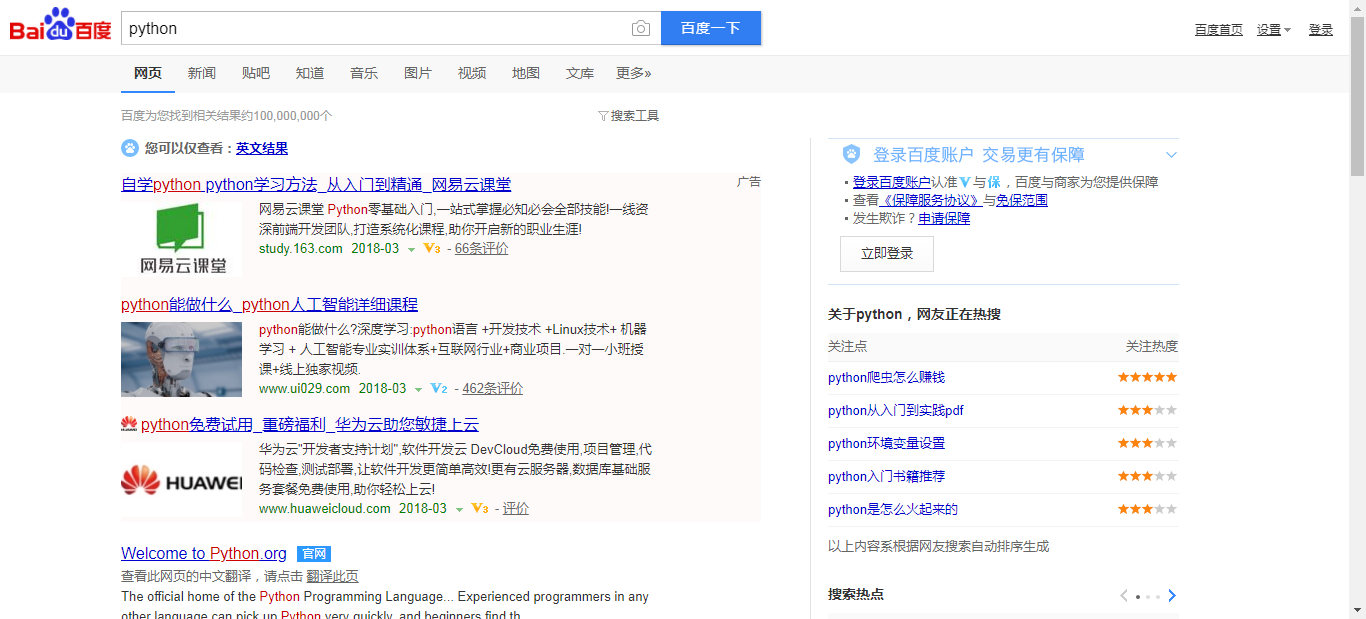 Bai du 百度
python
百度一下
百度首页 设置 登录
网页 新闻 贴吧 知道 音乐 图片 视频 地图 文库 更多»
百度为您找到相关结果约100,000,000个
搜索工具
您可以仅查看：英文结果
自学python python学习方法_从入门到精通_网易云课堂
广告
网易云课堂
网易云课堂 Python零基础入门,一站式掌握必知必会全部技能!一线资
深前端开发团队,打造系统化课程,助你开启新的职业生涯!
study.163.com 2018-03 V3 - 66条评价
python能做什么_python人工智能详细课程
python能做什么?深度学习:python语言 +开发技术 +Linux技术+ 机器
学习 + 人工智能专业实训体系+互联网行业+商业项目.一对一小班授
课+线上独家视频.
www.ui029.com 2018-03 V2 - 462条评价
python免费试用_重磅福利_华为云助您敏捷上云
HUAWEI
华为云"开发者支持计划",软件开发云 DevCloud免费使用,项目管理,代
码检查,测试部署,让软件开发更简单高效!更有云服务器,数据库基础服
务套餐免费使用,助你轻松上云!
www.huaweicloud.com 2018-03 V3 - 评价
Welcome to Python.org 官网
查看此网页的中文翻译，请点击 翻译此页
The official home of the Python Programming Language... Experienced programmers in any
other language can pick up Python very quickly, and beginners find th
登录百度账户 交易更有保障
登录百度账户认准V与保，百度与商家为您提供保障
查看《保障服务协议》与免保范围
发生欺诈？申请保障
立即登录
关于python，网友正在热搜
关注点 关注热度
python爬虫怎么赚钱
python从入门到实践pdf
python环境变量设置
python入门书籍推荐
python是怎么火起来的
以上内容系根据网友搜索自动排序生成
搜索热点